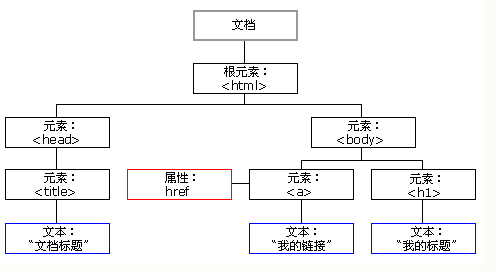 文档
根元素：
<html>
元素：
<head>
元素：
<body>
元素：
<title>
属性：
href
元素：
<a>
元素：
<h1>
文本：
“文档标题”
文本：
“我的链接”
文本：
“我的标题”